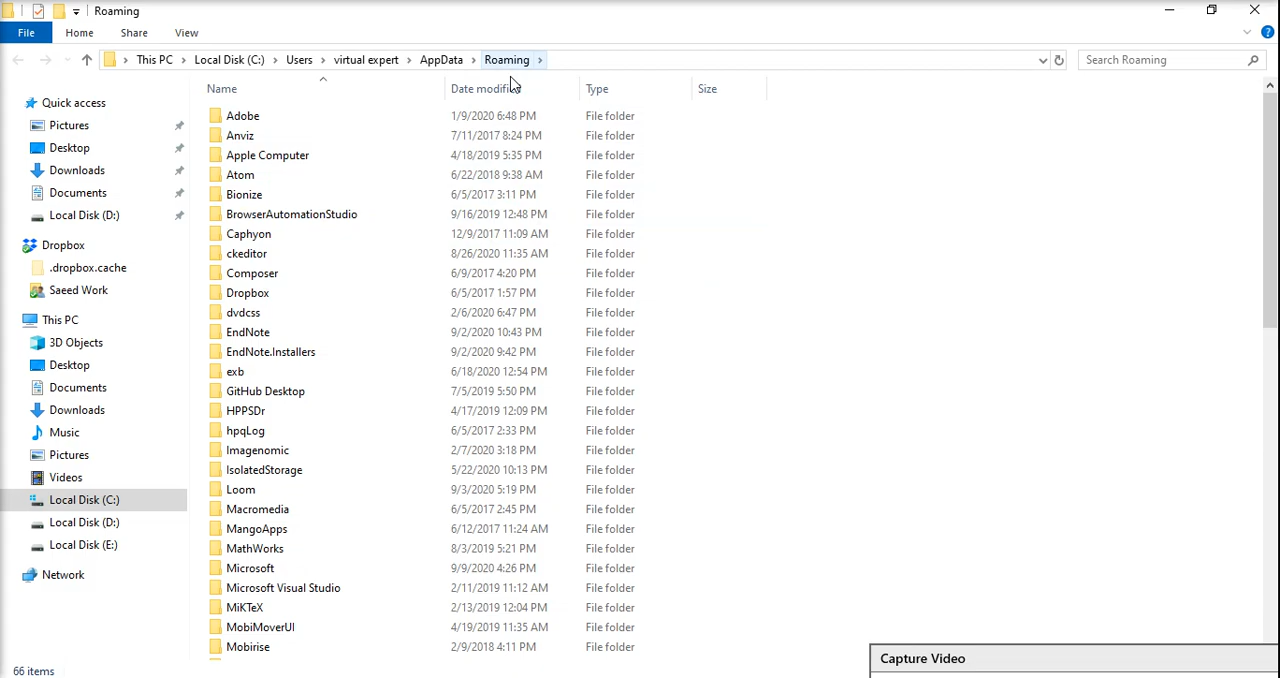 Roaming
File Home Share View
This PC Local Disk (C:) Users virtual expert AppData Roaming Search Roaming
Name Date modified Type Size
Quick access
Pictures
Desktop
Downloads
Documents
Local Disk (D:)
Dropbox
.dropbox.cache
Saeed Work
This PC
3D Objects
Desktop
Documents
Downloads
Music
Pictures
Videos
Local Disk (C:)
Local Disk (D:)
Local Disk (E:)
Network
Adobe 1/9/2020 6:48 PM File folder
Anviz 7/11/2017 8:24 PM File folder
Apple Computer 4/18/2019 5:35 PM File folder
Atom 6/22/2018 9:38 AM File folder
Bionize 6/5/2017 3:11 PM File folder
BrowserAutomationStudio 9/16/2019 12:48 PM File folder
Caphyon 12/9/2017 11:09 AM File folder
ckeditor 8/26/2020 11:35 AM File folder
Composer 6/9/2017 4:20 PM File folder
Dropbox 6/5/2017 1:57 PM File folder
dvdcss 2/6/2020 6:47 PM File folder
EndNote 9/2/2020 10:43 PM File folder
EndNote.Installers 9/2/2020 9:42 PM File folder
exb 6/18/2020 12:54 PM File folder
GitHub Desktop 7/5/2019 5:50 PM File folder
HPPSDr 4/17/2019 12:09 PM File folder
hpqLog 6/5/2017 2:33 PM File folder
Imagenomic 2/7/2020 3:18 PM File folder
IsolatedStorage 5/22/2020 10:13 PM File folder
Loom 9/3/2020 5:19 PM File folder
Macromedia 6/5/2017 2:45 PM File folder
MangoApps 6/12/2017 11:24 AM File folder
MathWorks 8/3/2019 5:21 PM File folder
Microsoft 9/9/2020 4:26 PM File folder
Microsoft Visual Studio 2/11/2019 11:12 AM File folder
MiKTeX 2/13/2019 12:04 PM File folder
MobiMoverUI 4/19/2019 11:35 AM File folder
Mobirise 2/9/2018 4:11 PM File folder
66 items
Capture Video